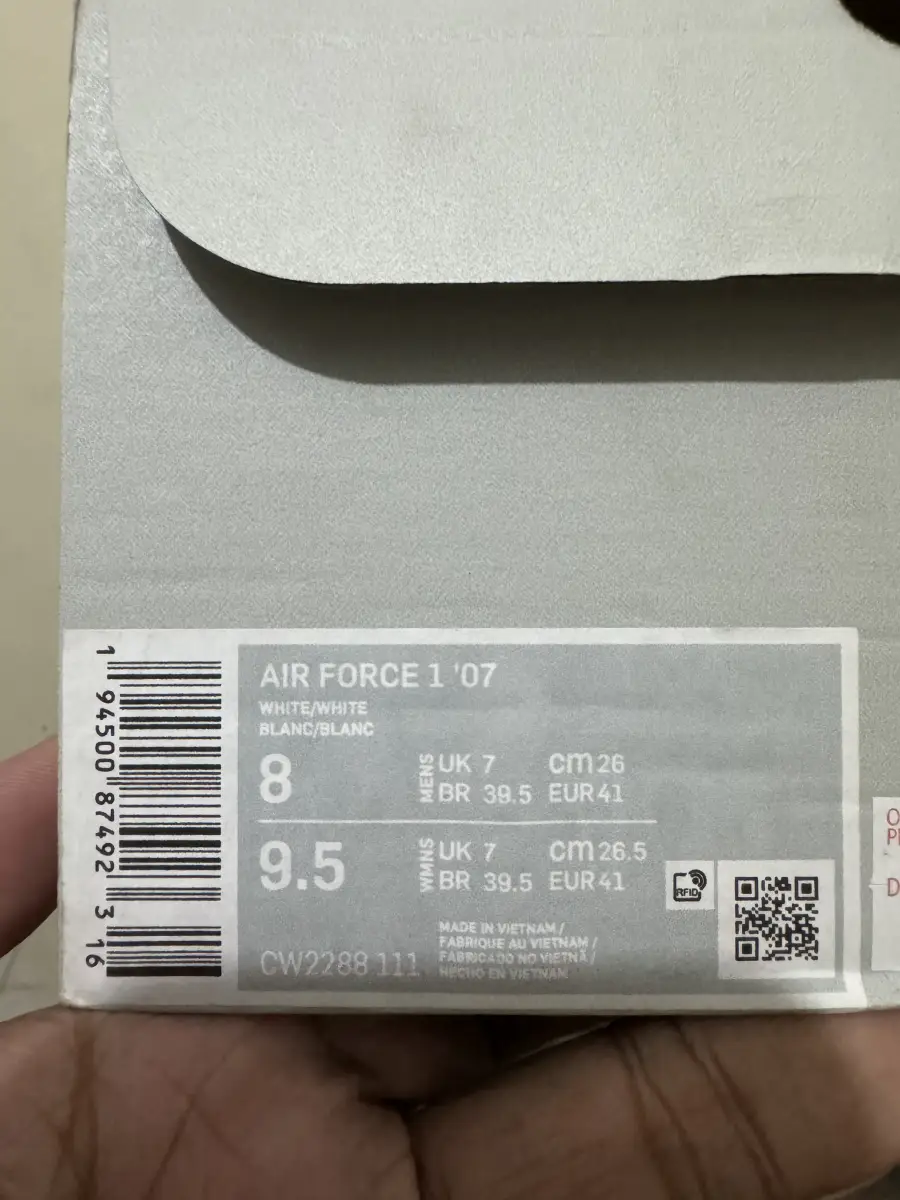 AIR FORCE 1 '07
WHITE/WHITE
BLANC/BLANC
8
MENS
UK 7 cm 26
BR 39.5 EUR 41
9.5
WMNS
UK 7 cm 26.5
BR 39.5 EUR 41
CW2288 111
MADE IN VIETNAM /
FABRIQUE AU VIETNAM /
FABRICADO NO VIETNÃ /
HECHO EN VIETNAM
RFID
1 94500 87492 3 16